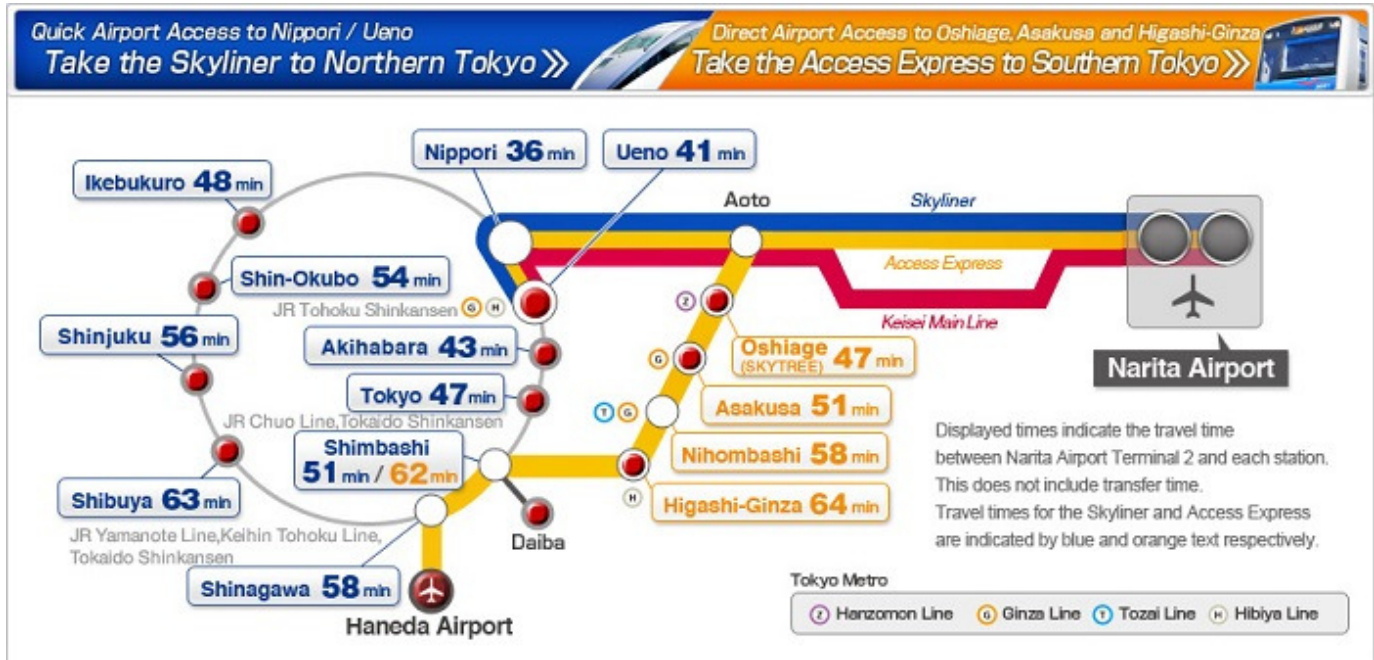 Quick Airport Access to Nippori / Ueno
Take the Skyliner to Northern Tokyo >>
Direct Airport Access to Oshiage, Asakusa and Higashi-Ginza
Take the Access Express to Southern Tokyo >>
Nippori 36 min
Ueno 41 min
Ikebukuro 48 min
Aoto
Skyliner
Shin-Okubo 54 min
Access Express
JR Tohoku Shinkansen G H
Z
Keisei Main Line
Shinjuku 56 min
Akihabara 43 min
Oshiage
(SKYTREE)
47 min
G
Narita Airport
Tokyo 47 min
Asakusa 51 min
T G
JR Chuo Line,Tokaido Shinkansen
Shimbashi
51 min / 62 min
Nihombashi 58 min
Shibuya 63 min
H
Higashi-Ginza 64 min
JR Yamanote Line,Keihin Tohoku Line,
Tokaido Shinkansen
Daiba
Shinagawa 58 min
Haneda Airport
Displayed times indicate the travel time
between Narita Airport Terminal 2 and each station.
This does not include transfer time.
Travel times for the Skyliner and Access Express
are indicated by blue and orange text respectively.
Tokyo Metro
Z Hanzomon Line G Ginza Line T Tozai Line H Hibiya Line